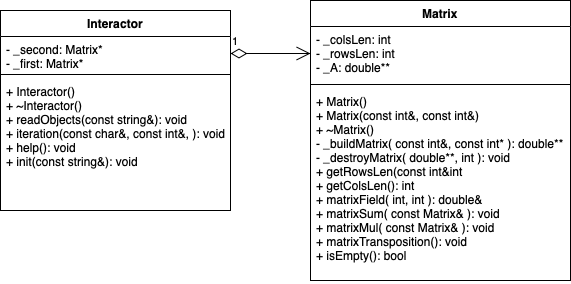 Interactor
- _second: Matrix*
- _first: Matrix*
+ Interactor()
+ ~Interactor()
+ readObjects(const string&): void
+ iteration(const char&, const int&, ): void
+ help(): void
+ init(const string&): void
1
Matrix
- _colsLen: int
- _rowsLen: int
- _A: double**
+ Matrix()
+ Matrix(const int&, const int&)
+ ~Matrix()
- _buildMatrix( const int&, const int* ): double**
- _destroyMatrix( double**, int ): void
+ getRowsLen(const int&int
+ getColsLen(): int
+ matrixField( int, int ): double&
+ matrixSum( const Matrix& ): void
+ matrixMul( const Matrix& ): void
+ matrixTransposition(): void
+ isEmpty(): bool